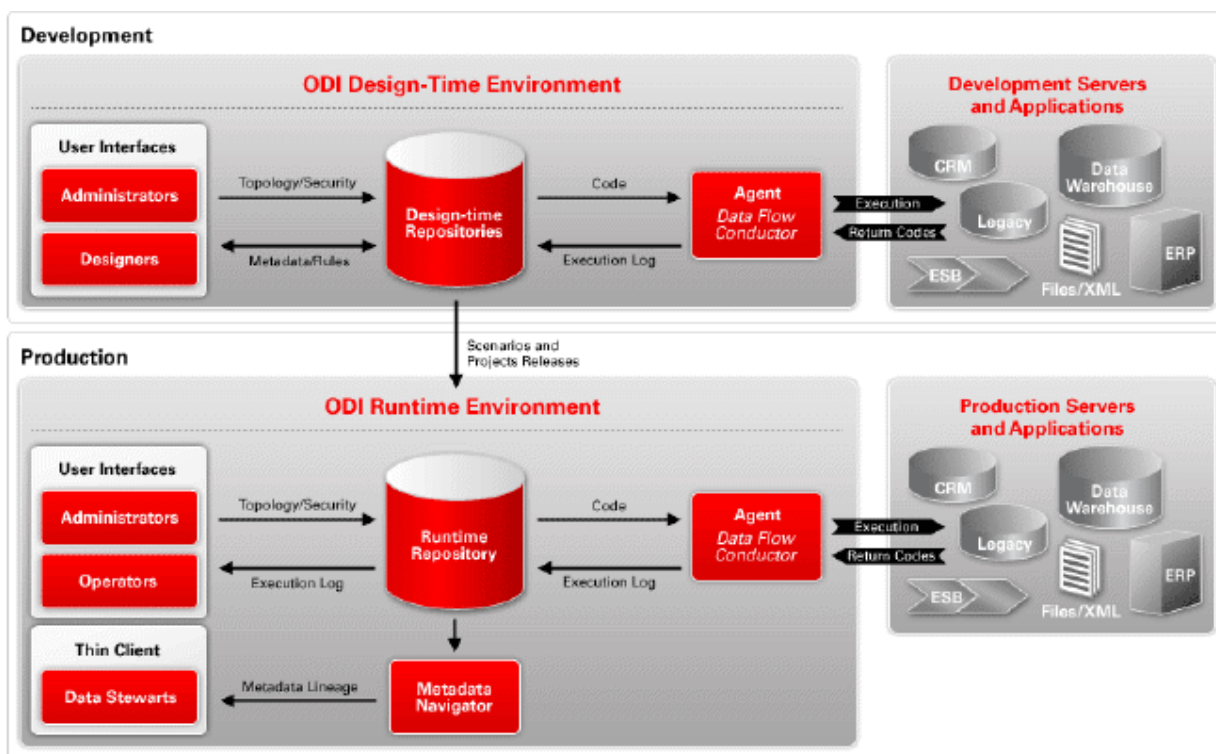 Development
ODI Design-Time Environment
User Interfaces
Administrators
Designers
Topology/Security
Metadata/Rules
Design-time
Repositories
Code
Execution Log
Agent
Data Flow
Conductor
Execution
Return Codes
Development Servers
and Applications
CRM
Data
Warehouse
Legacy
ESB
Files/XML
ERP
Scenarios and
Projects Releases
Production
ODI Runtime Environment
User Interfaces
Administrators
Operators
Topology/Security
Execution Log
Runtime
Repository
Code
Execution Log
Agent
Data Flow
Conductor
Execution
Return Codes
Production Servers
and Applications
CRM
Data
Warehouse
Legacy
ESB
Files/XML
ERP
Thin Client
Data Stewarts
Metadata Lineage
Metadada
Navigator